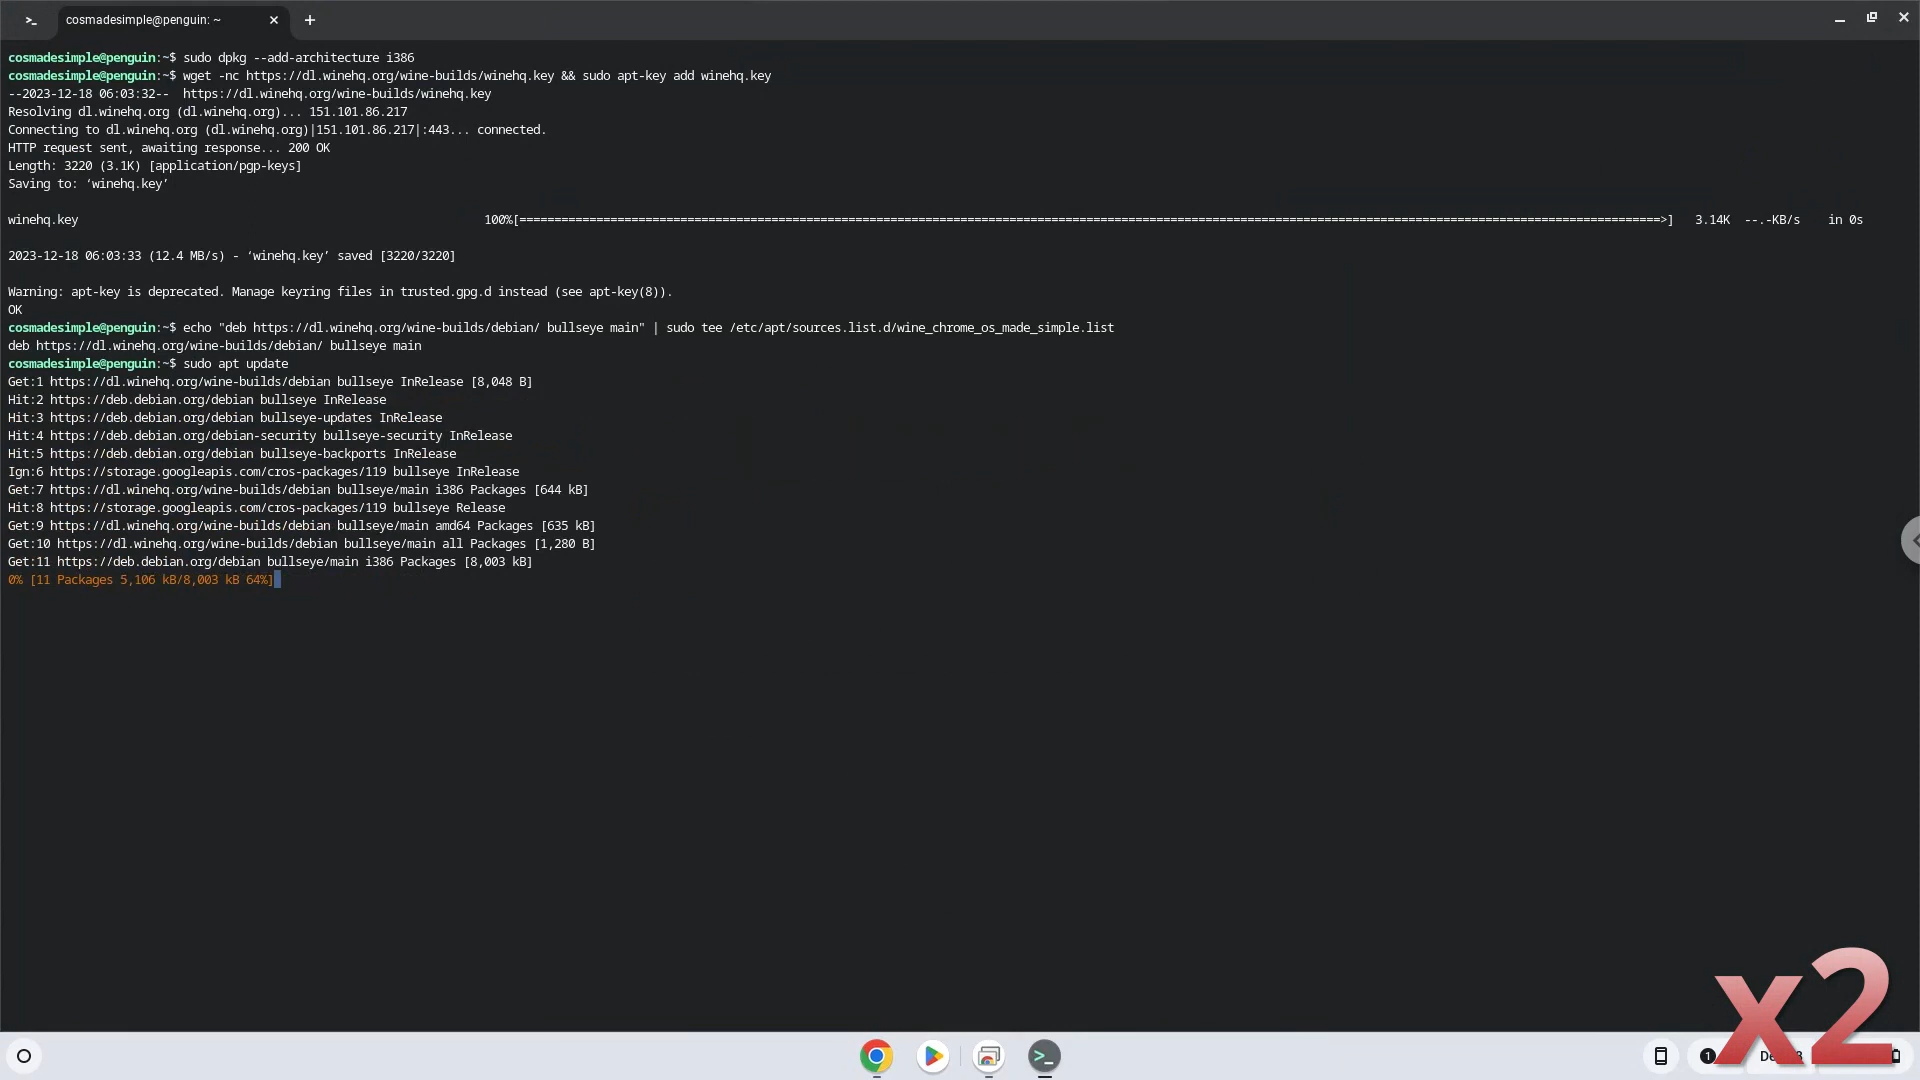 >_ cosmadesimple@penguin: ~ × +
cosmadesimple@penguin:~$ sudo dpkg --add-architecture i386
cosmadesimple@penguin:~$ wget -nc https://dl.winehq.org/wine-builds/winehq.key && sudo apt-key add winehq.key
--2023-12-18 06:03:32--  https://dl.winehq.org/wine-builds/winehq.key
Resolving dl.winehq.org (dl.winehq.org)... 151.101.86.217
Connecting to dl.winehq.org (dl.winehq.org)|151.101.86.217|:443... connected.
HTTP request sent, awaiting response... 200 OK
Length: 3220 (3.1K) [application/pgp-keys]
Saving to: ‘winehq.key’
winehq.key 100%[===================>] 3.14K --.-KB/s in 0s
2023-12-18 06:03:33 (12.4 MB/s) - ‘winehq.key’ saved [3220/3220]
Warning: apt-key is deprecated. Manage keyring files in trusted.gpg.d instead (see apt-key(8)).
OK
cosmadesimple@penguin:~$ echo "deb https://dl.winehq.org/wine-builds/debian/ bullseye main" | sudo tee /etc/apt/sources.list.d/wine_chrome_os_made_simple.list
deb https://dl.winehq.org/wine-builds/debian/ bullseye main
cosmadesimple@penguin:~$ sudo apt update
Get:1 https://dl.winehq.org/wine-builds/debian bullseye InRelease [8,048 B]
Hit:2 https://deb.debian.org/debian bullseye InRelease
Hit:3 https://deb.debian.org/debian bullseye-updates InRelease
Hit:4 https://deb.debian.org/debian-security bullseye-security InRelease
Hit:5 https://deb.debian.org/debian bullseye-backports InRelease
Ign:6 https://storage.googleapis.com/cros-packages/119 bullseye InRelease
Get:7 https://dl.winehq.org/wine-builds/debian bullseye/main i386 Packages [644 kB]
Hit:8 https://storage.googleapis.com/cros-packages/119 bullseye Release
Get:9 https://dl.winehq.org/wine-builds/debian bullseye/main amd64 Packages [635 kB]
Get:10 https://dl.winehq.org/wine-builds/debian bullseye/main all Packages [1,280 B]
Get:11 https://deb.debian.org/debian bullseye/main i386 Packages [8,003 kB]
0% [11 Packages 5,106 kB/8,003 kB 64%]
x2
1